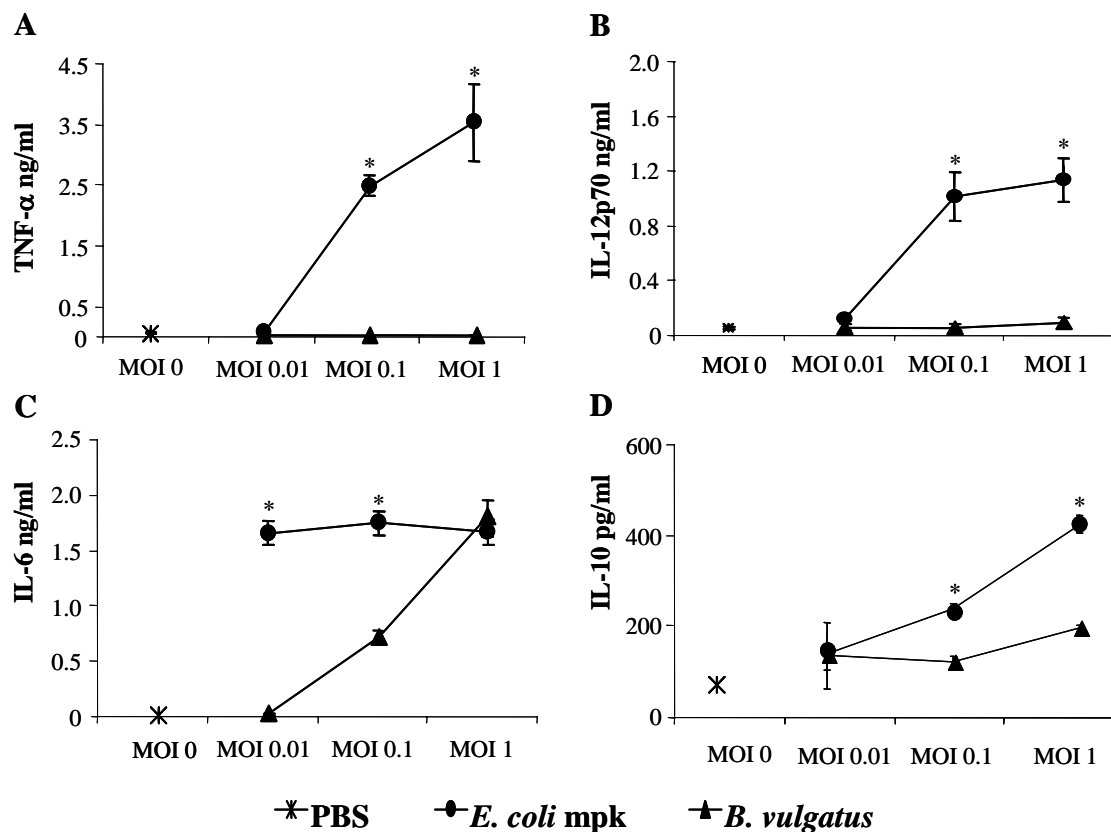 A
TNF-α ng/ml
4.5
3.5
2.5
1.5
0.5
0
*
*
MOI 0 MOI 0.01 MOI 0.1 MOI 1
B
IL-12p70 ng/ml
2.0
1.6
1.2
0.8
0.4
0
*
*
MOI 0 MOI 0.01 MOI 0.1 MOI 1
C
IL-6 ng/ml
2.5
2.0
1.5
1.0
0.5
0
*
*
MOI 0 MOI 0.01 MOI 0.1 MOI 1
D
IL-10 pg/ml
600
400
200
0
*
*
MOI 0 MOI 0.01 MOI 0.1 MOI 1
PBS E. coli mpk B. vulgatus